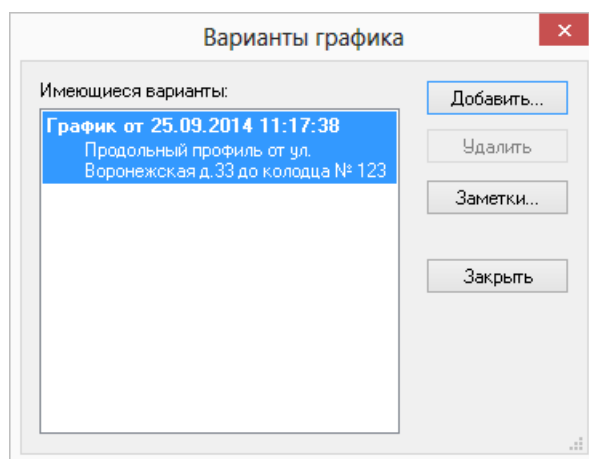 Варианты графика
Имеющиеся варианты:
График от 25.09.2014 11:17:38
Продольный профиль от ул.
Воронежская д.33 до колодца № 123
Добавить...
Удалить
Заметки...
Закрыть